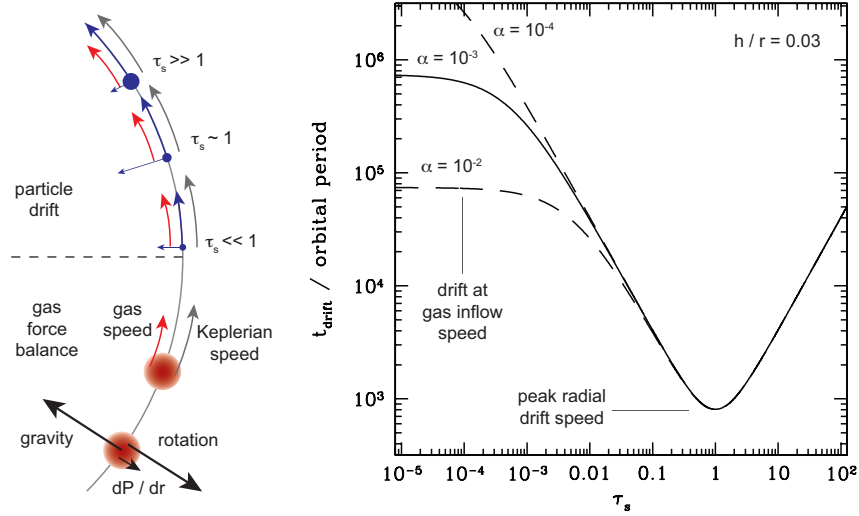 τs >> 1
τs ~ 1
particle
drift
τs << 1
gas
force
balance
gas
speed
Keplerian
speed
gravity
rotation
dP / dr
t_drift / orbital period
10⁶
10⁵
10⁴
10³
α = 10⁻⁴
h / r = 0.03
α = 10⁻³
α = 10⁻²
drift at
gas inflow
speed
peak radial
drift speed
10⁻⁵
10⁻⁴
10⁻³
0.01
0.1
1
10
100
τs